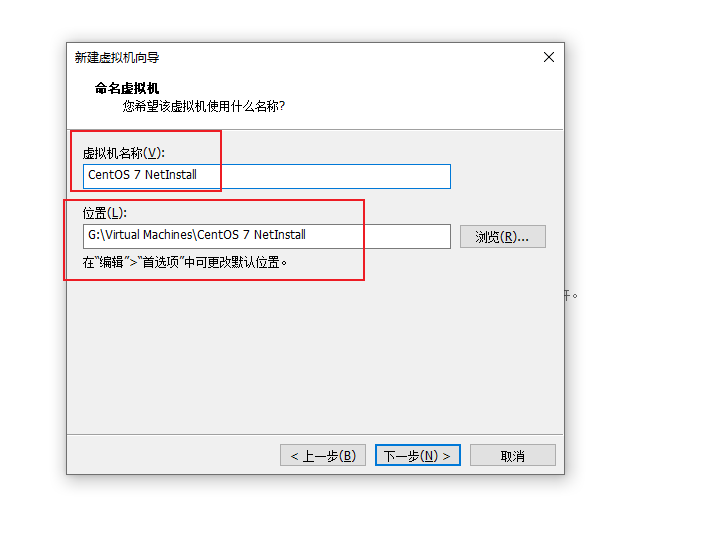 新建虚拟机向导
命名虚拟机
您希望该虚拟机使用什么名称?
虚拟机名称(V):
CentOS 7 NetInstall
位置(L):
G:\Virtual Machines\CentOS 7 NetInstall
浏览(R)...
在"编辑">"首选项"中可更改默认位置。
< 上一步(B)
下一步(N) >
取消